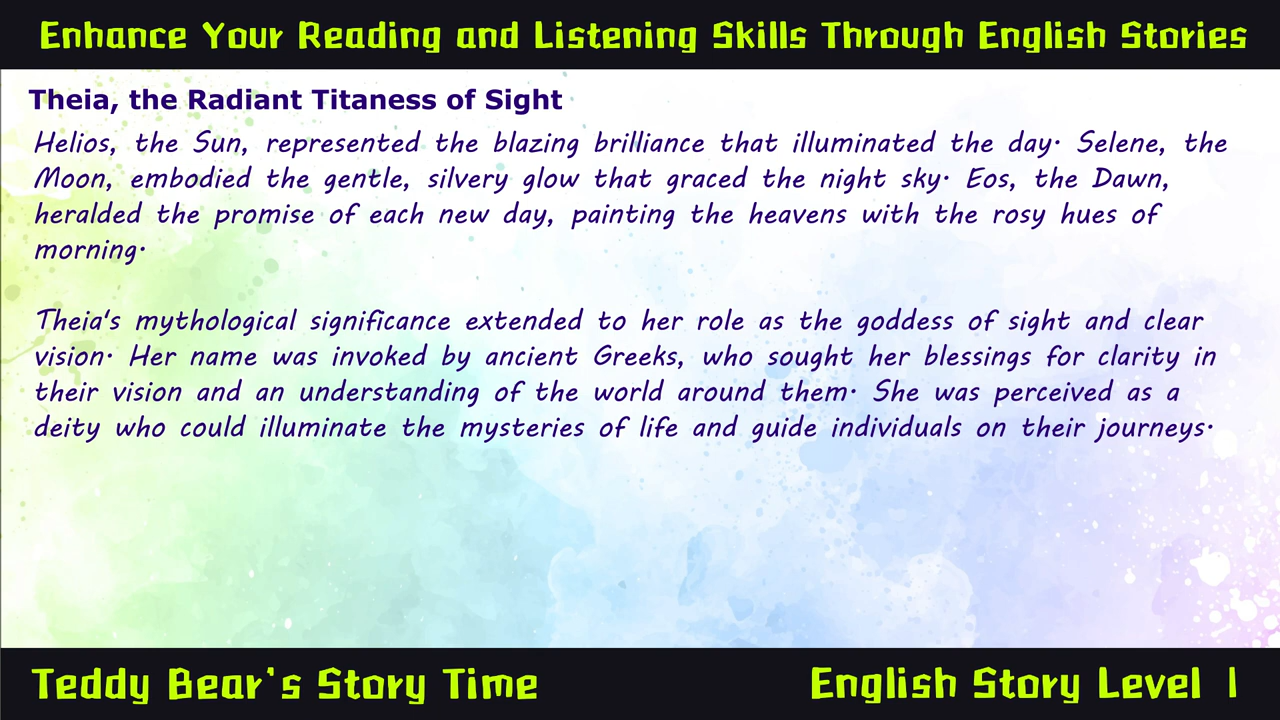 Enhance Your Reading and Listening Skills Through English Stories
Theia, the Radiant Titaness of Sight
Helios, the Sun, represented the blazing brilliance that illuminated the day. Selene, the
Moon, embodied the gentle, silvery glow that graced the night sky. Eos, the Dawn,
heralded the promise of each new day, painting the heavens with the rosy hues of
morning.
Theia's mythological significance extended to her role as the goddess of sight and clear
vision. Her name was invoked by ancient Greeks, who sought her blessings for clarity in
their vision and an understanding of the world around them. She was perceived as a
deity who could illuminate the mysteries of life and guide individuals on their journeys.
Teddy Bear's Story Time
English Story Level 1